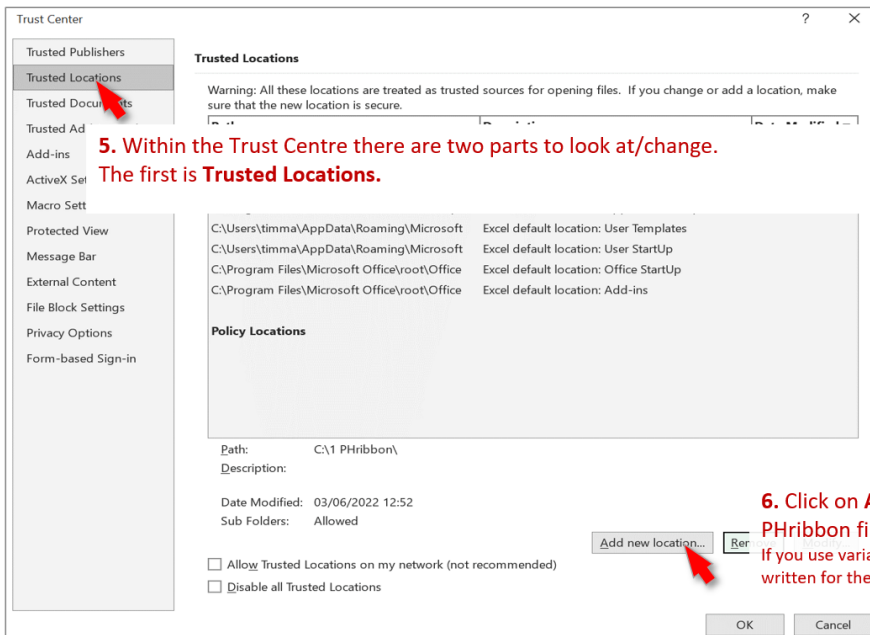 Trust Center
Trusted Publishers
Trusted Locations
Trusted Documents
Trusted
Add-ins
ActiveX
Macro
Protected View
Message Bar
External Content
File Block Settings
Privacy Options
Form-based Sign-in
Trusted Locations
Warning: All these locations are treated as trusted sources for opening files. If you change or add a location, make
sure that the new location is secure.
5. Within the Trust Centre there are two parts to look at/change.
The first is Trusted Locations.
C:\Users\timma\AppData\Roaming\Microsoft Excel default location: User Templates
C:\Users\timma\AppData\Roaming\Microsoft Excel default location: User StartUp
C:\Program Files\Microsoft Office\root\Office Excel default location: Office StartUp
C:\Program Files\Microsoft Office\root\Office Excel default location: Add-ins
Policy Locations
Path: C:\1 PHribbon\
Description:
Date Modified: 03/06/2022 12:52
Sub Folders: Allowed
Add new location...
6. Click on
PHribbon
If you use
written for the
Allow Trusted Locations on my network (not recommended)
Disable all Trusted Locations
OK Cancel